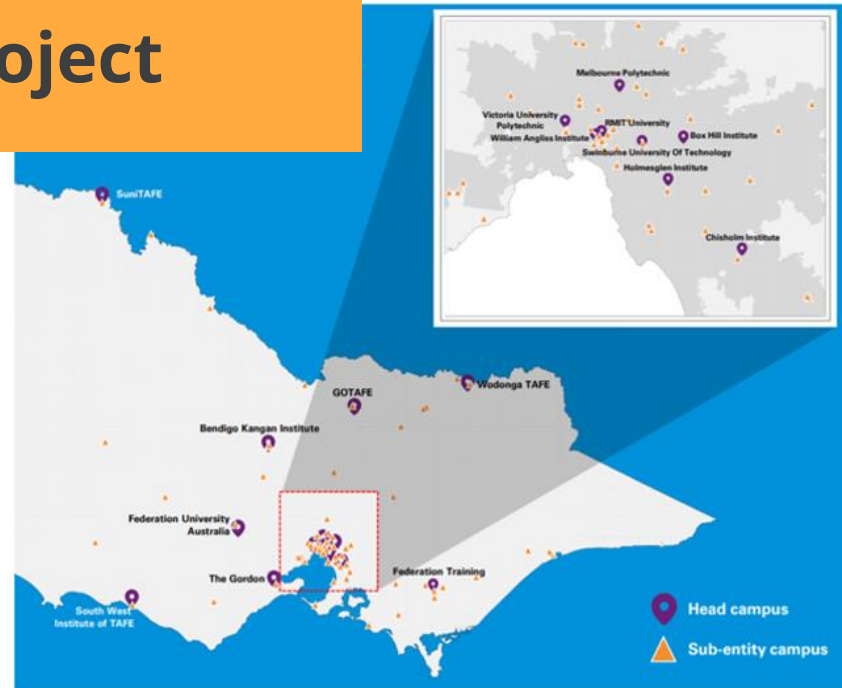 oject
Melbourne Polytechnic
Victoria University
Polytechnic
RMIT University
William Angliss Institute
Box Hill Institute
Swinburne University Of Technology
Holmesglen Institute
Chisholm Institute
SuniTAFE
Wodonga TAFE
GOTAFE
Bendigo Kangan Institute
Federation University
Australia
The Gordon
Federation Training
South West
Institute of TAFE
Head campus
Sub-entity campus